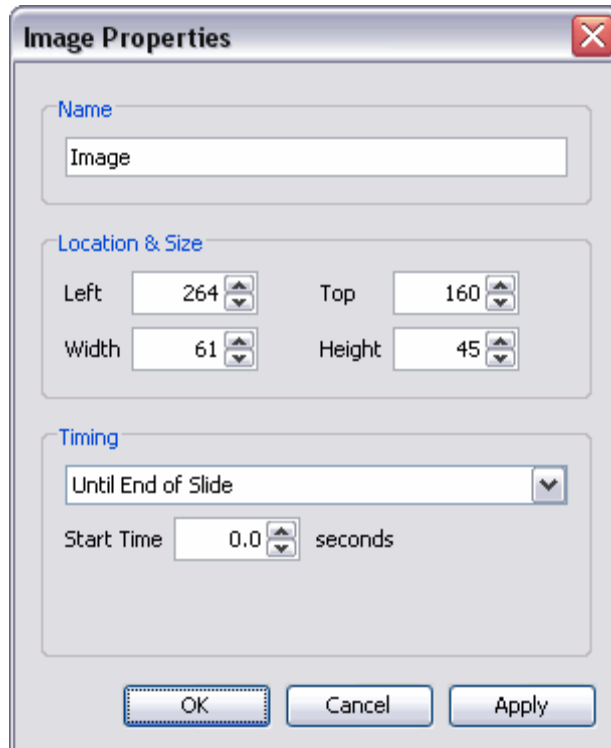 Image Properties
Name
Image
Location & Size
Left 264 Top 160
Width 61 Height 45
Timing
Until End of Slide
Start Time 0.0 seconds
OK Cancel Apply